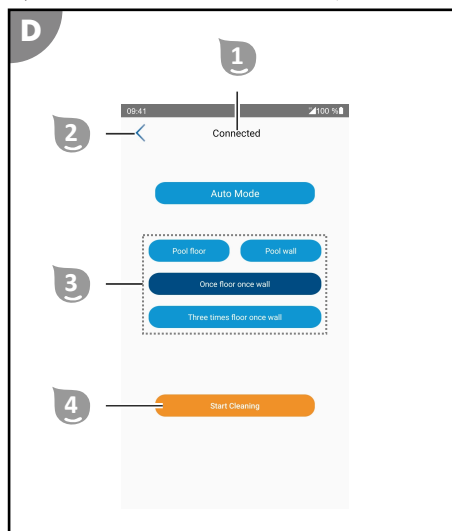 D
1
09:41 100 %
2
Connected
Auto Mode
Pool floor Pool wall
3
Once floor once wall
Three times floor once wall
4
Start Cleaning